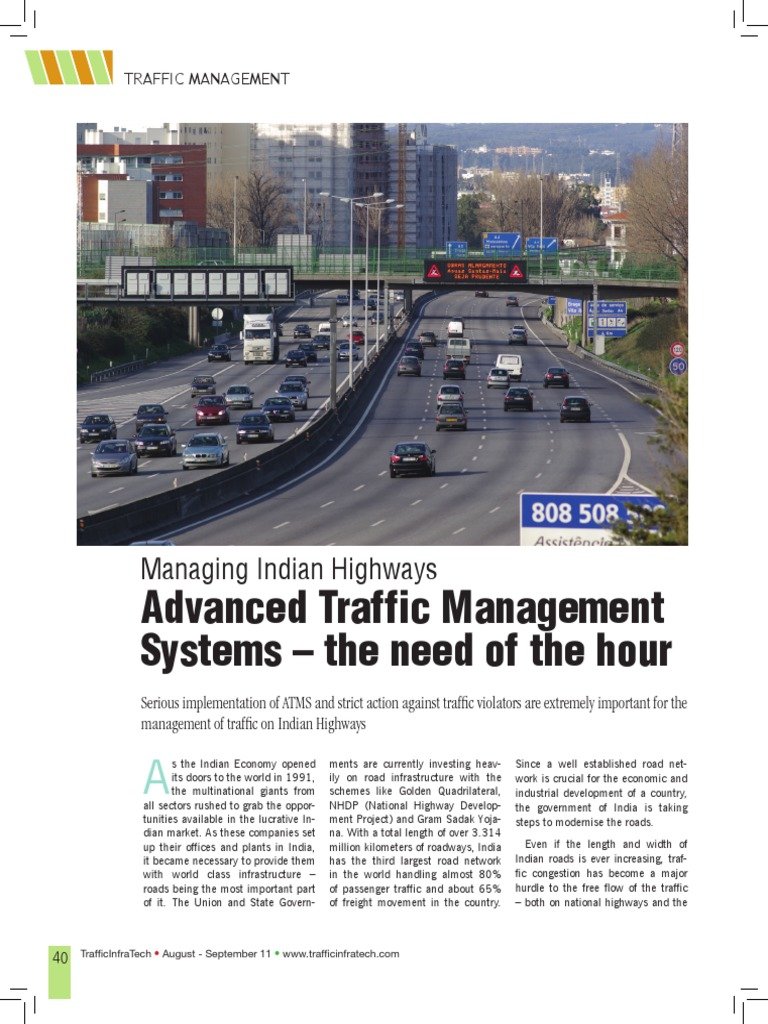 TRAFFIC MANAGEMENT
OBRAS ALARGAMENTO
SEJA PRUDENTE
50
808 508
Assistência
Managing Indian Highways
Advanced Traffic Management
Systems – the need of the hour
Serious implementation of ATMS and strict action against traffic violators are extremely important for the
management of traffic on Indian Highways
As the Indian Economy opened
its doors to the world in 1991,
the multinational giants from
all sectors rushed to grab the oppor-
tunities available in the lucrative In-
dian market. As these companies set
up their offices and plants in India,
it became necessary to provide them
with world class infrastructure –
roads being the most important part
of it. The Union and State Govern-
ments are currently investing heav-
ily on road infrastructure with the
schemes like Golden Quadrilateral,
NHDP (National Highway Develop-
ment Project) and Gram Sadak Yoja-
na. With a total length of over 3.314
million kilometers of roadways, India
has the third largest road network
in the world handling almost 80%
of passenger traffic and about 65%
of freight movement in the country.
Since a well established road net-
work is crucial for the economic and
industrial development of a country,
the government of India is taking
steps to modernise the roads.
Even if the length and width of
Indian roads is ever increasing, traf-
fic congestion has become a major
hurdle to the free flow of the traffic
– both on national highways and the
40
TrafficInfraTech • August - September 11 • www.trafficinfratech.com